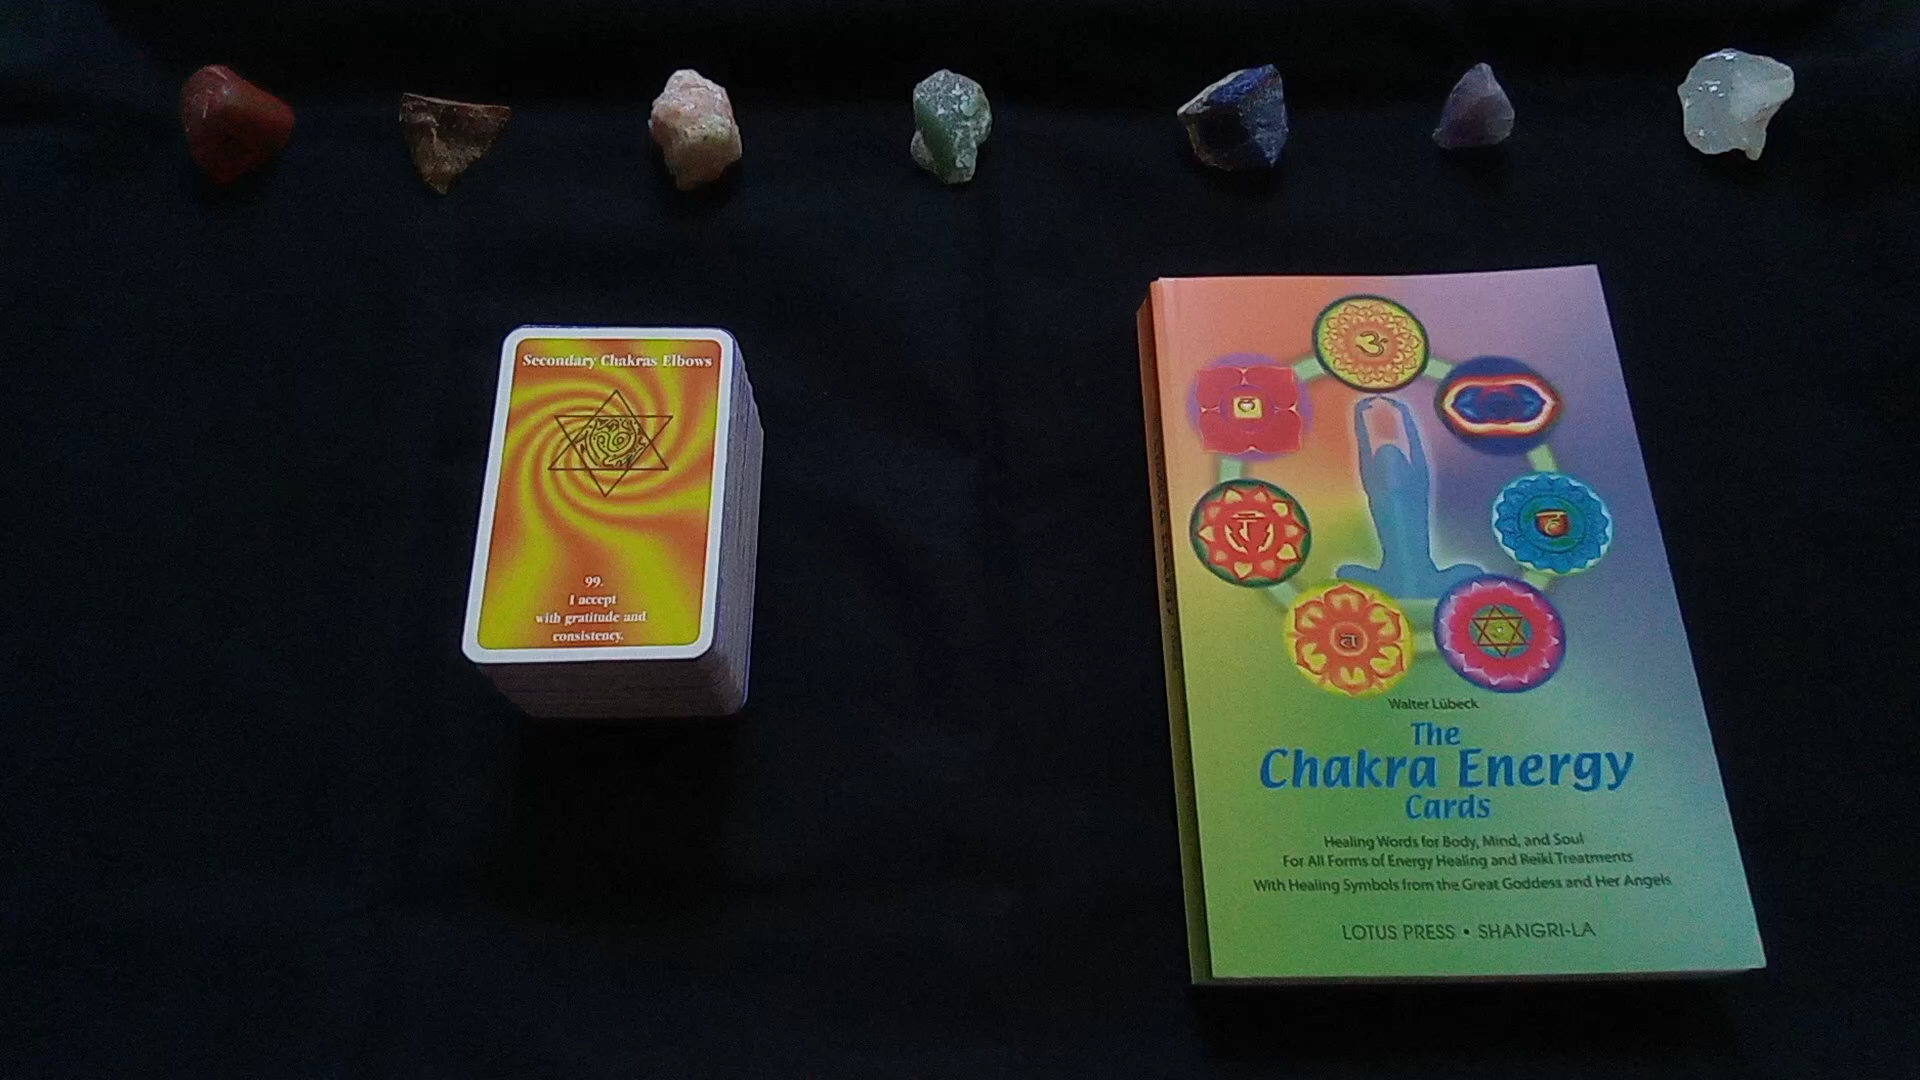 Secondary Chakras Elbows
99.
I accept
with gratitude and
consistency.
Walter Lübeck
The
Chakra Energy
Cards
Healing Words for Body, Mind, and Soul
For All Forms of Energy Healing and Reiki Treatments
With Healing Symbols from the Great Goddess and Her Angels
LOTUS PRESS • SHANGRI-LA